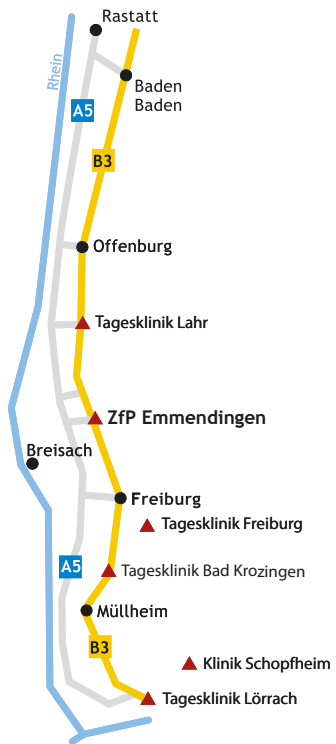 Rastatt
Rhein
Baden
Baden
A5
B3
Offenburg
Tagesklinik Lahr
ZfP Emmendingen
Breisach
Freiburg
Tagesklinik Freiburg
A5
Tagesklinik Bad Krozingen
Müllheim
B3
Klinik Schopfheim
Tagesklinik Lörrach